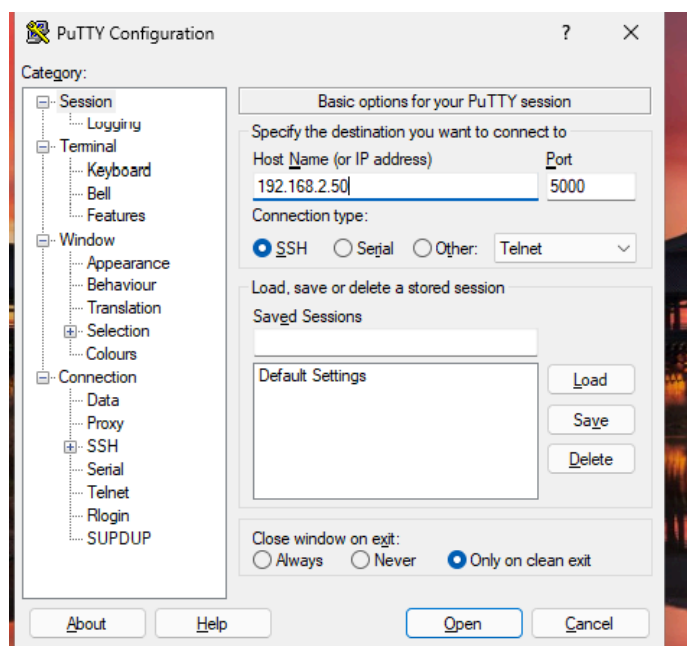 PuTTY Configuration
?
Category:
Session
Logging
Terminal
Keyboard
Bell
Features
Window
Appearance
Behaviour
Translation
Selection
Colours
Connection
Data
Proxy
SSH
Serial
Telnet
Rlogin
SUPDUP
Basic options for your PuTTY session
Specify the destination you want to connect to
Host Name (or IP address) Port
192.168.2.50 5000
Connection type:
SSH Serial Other: Telnet
Load, save or delete a stored session
Saved Sessions
Default Settings
Load
Save
Delete
Close window on exit:
Always Never Only on clean exit
About Help Open Cancel